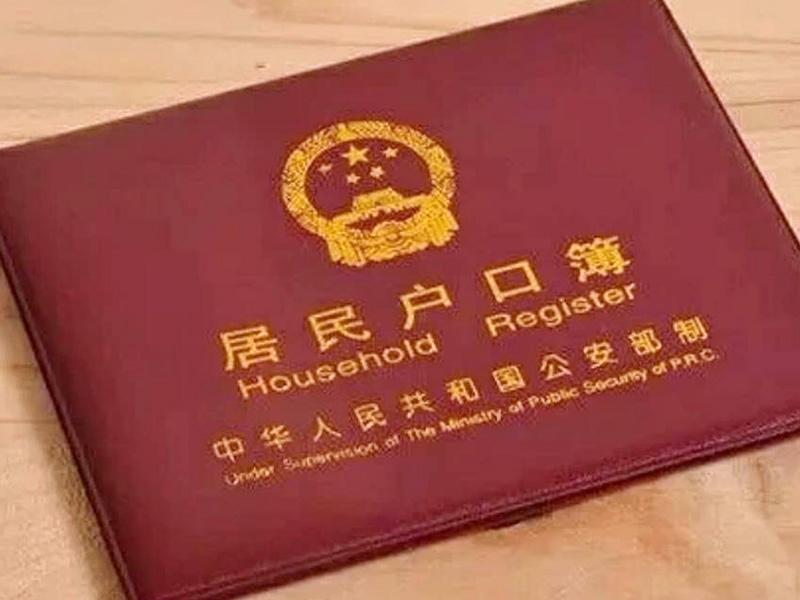 居民户口簿
Household Register
中华人民共和国公安部制
Under Supervision of The Ministry of Public Security of P.R.C.